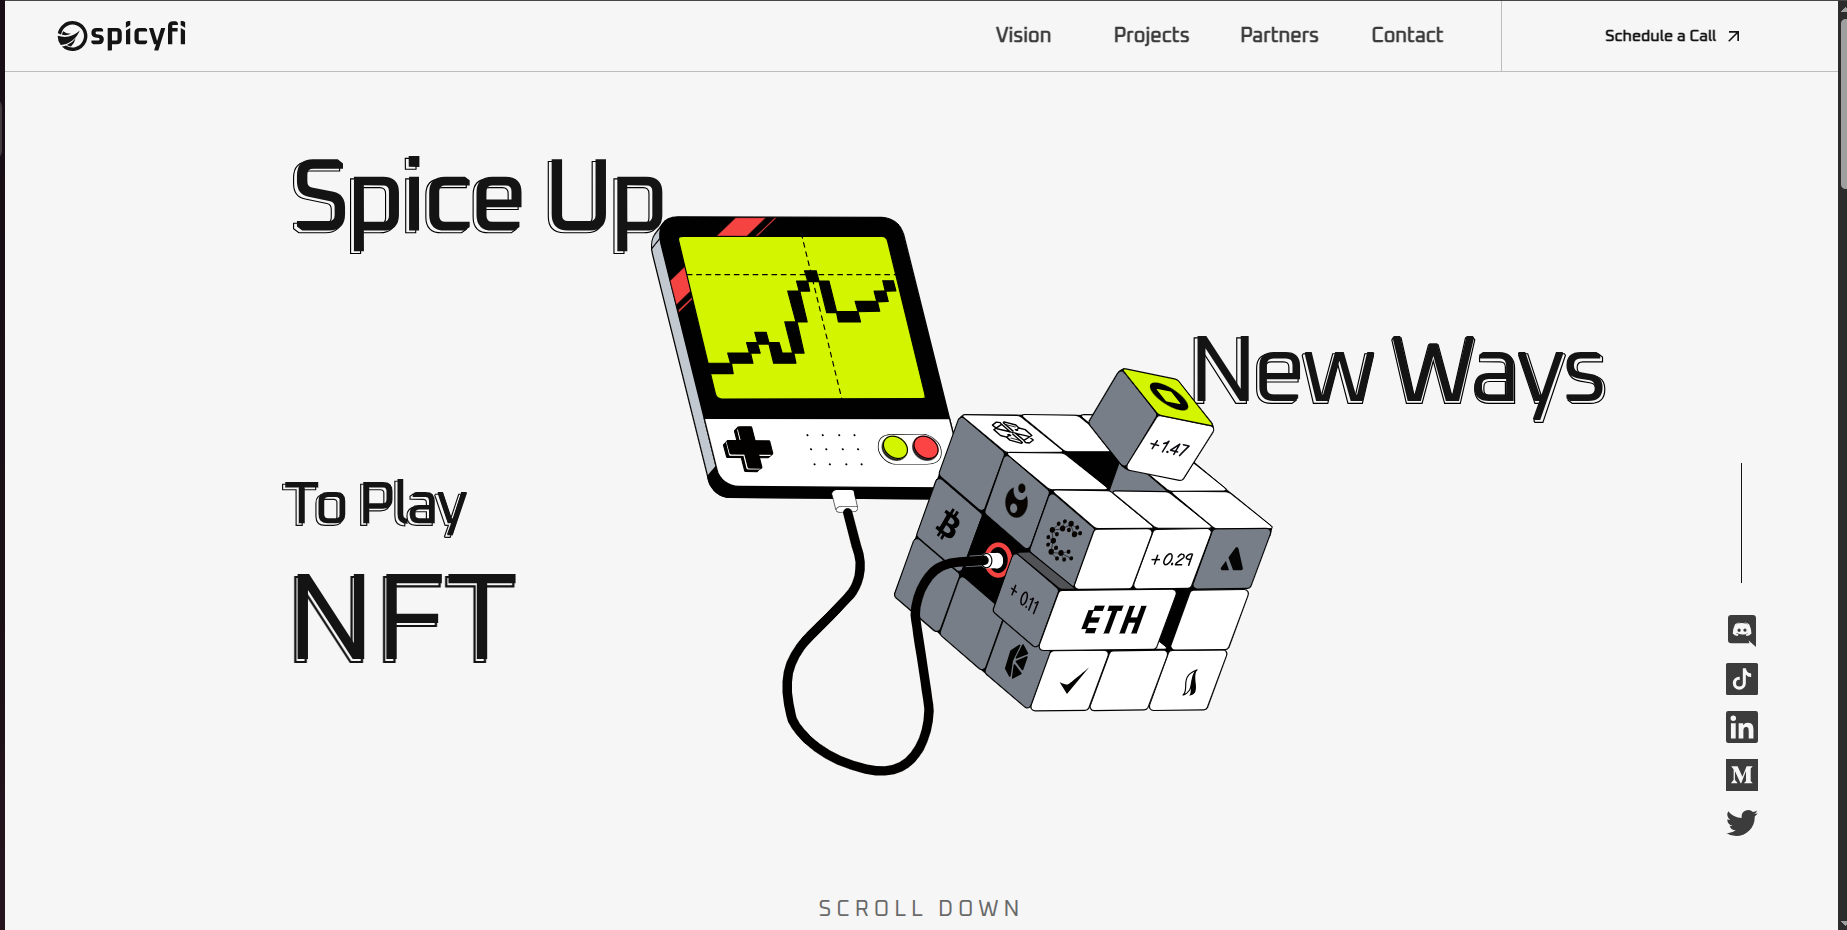 spicyfi
Vision
Projects
Partners
Contact
Schedule a Call
Spice Up
New Ways
To Play
NFT
+1.47
+0.29
+0.11
ETH
SCROLL DOWN